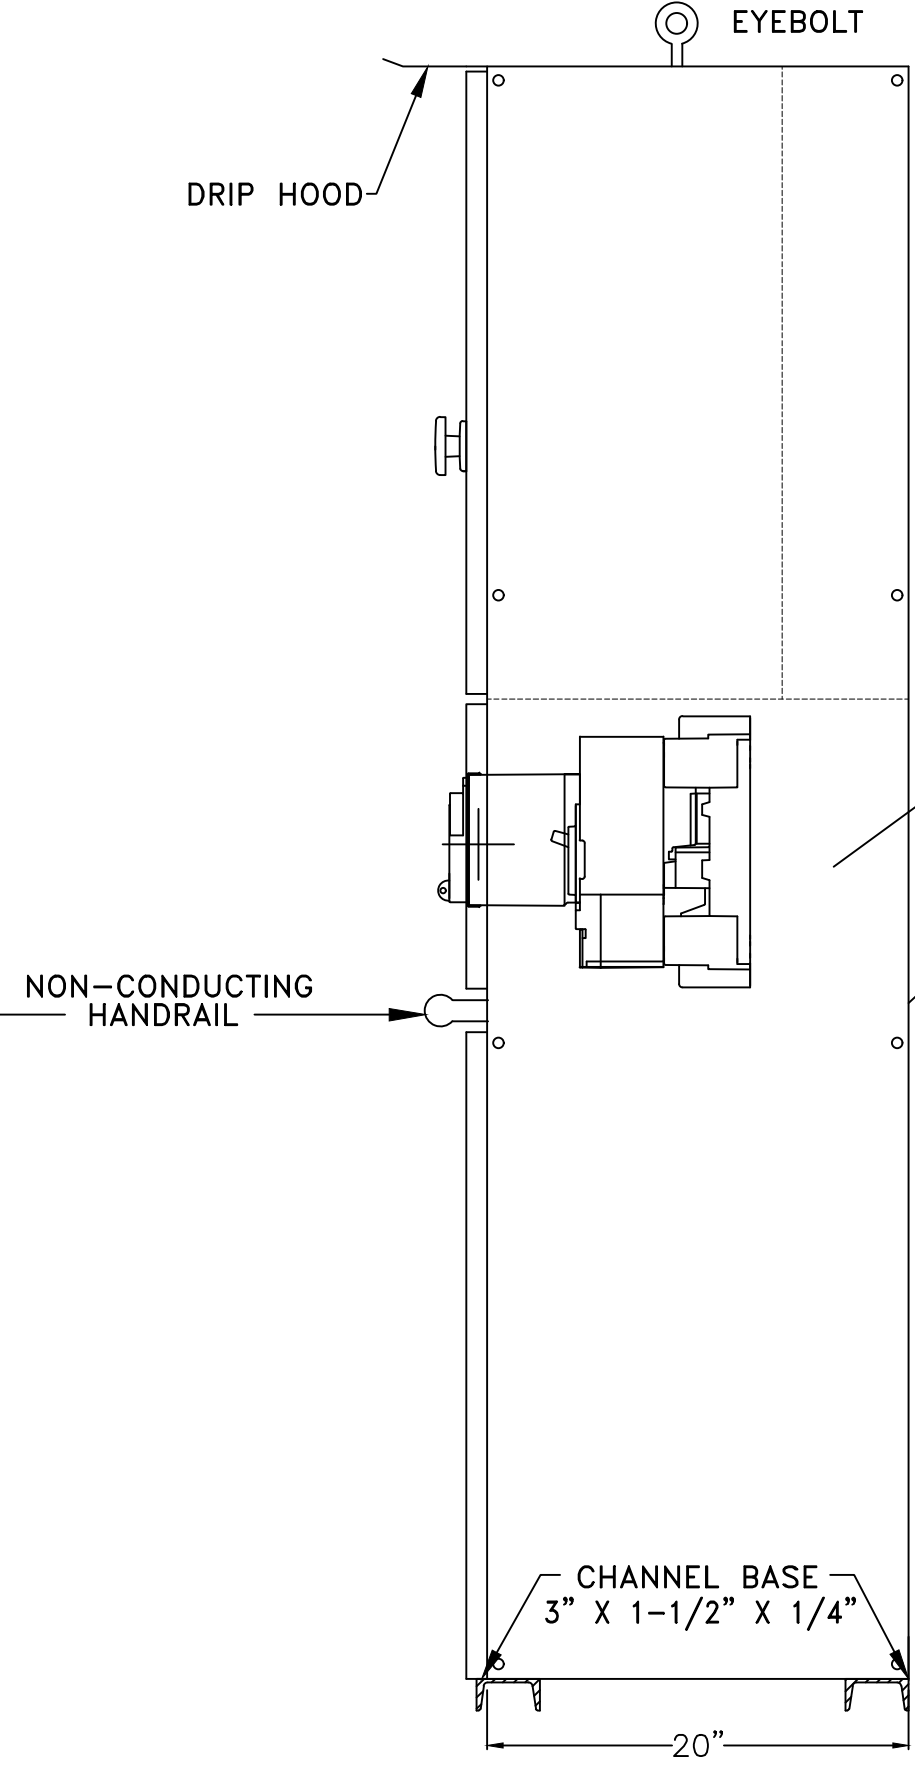 EYEBOLT
DRIP HOOD
NON-CONDUCTING
HANDRAIL
CHANNEL BASE
3” X 1-1/2” X 1/4”
20”